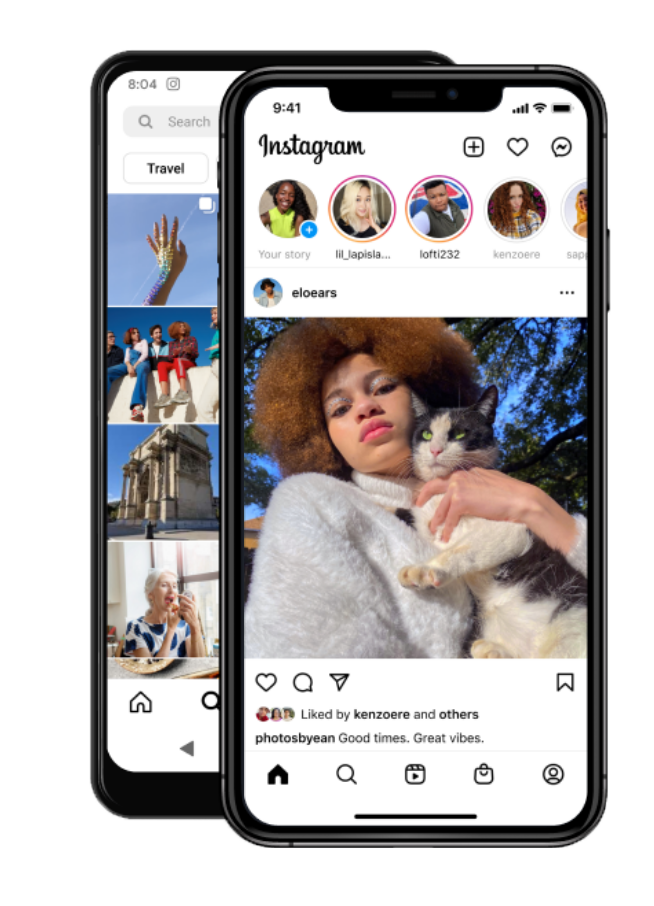 8:04
Search
Travel
9:41
Instagram
Your story
lil_lapisla...
lofti232
kenzoere
sapp
eloears
Liked by kenzoere and others
photosbyean Good times. Great vibes.